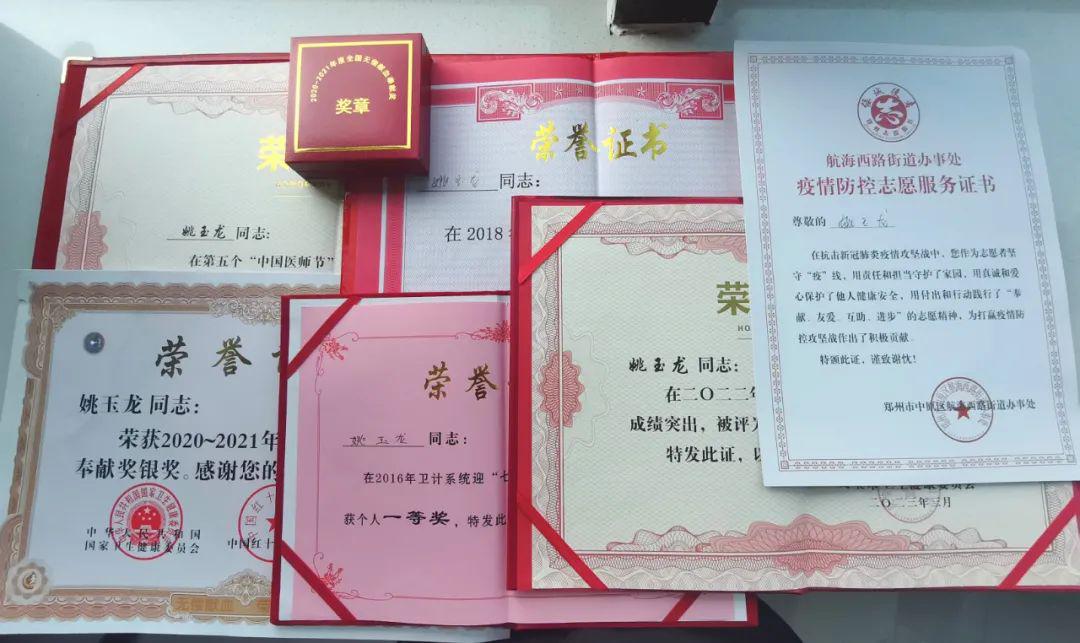 2020-2021年度全国无偿献血奉献奖
奖章
荣
姚玉龙 同志：
在第五个“中国医师节”
荣誉证书
姚玉龙 同志：
在 2018
航海西路街道办事处
疫情防控志愿服务证书
尊敬的 姚玉龙
在抗击新冠肺炎疫情攻坚战中，您作为志愿者坚
守“疫”线，用责任和担当守护了家园，用真诚和爱
心保护了他人健康安全，用付出和行动践行了“奉
献、友爱、互助、进步”的志愿精神，为打赢疫情防
控攻坚战作出了积极贡献。
特颁此证，谨致谢忱！
郑州市中原区航海西路街道办事处
荣誉
姚玉龙 同志：
荣获2020~2021年
奉献奖银奖。感谢您的
中华人民共和国
国家卫生健康委员会
中国红十
无偿献血
荣誉
姚玉龙 同志：
在2016年卫计系统迎“七
获个人一等奖，特发此
荣
HO
姚玉龙 同志：
在二〇二二年
成绩突出，被评为
特发此证，以
二〇二三年三月